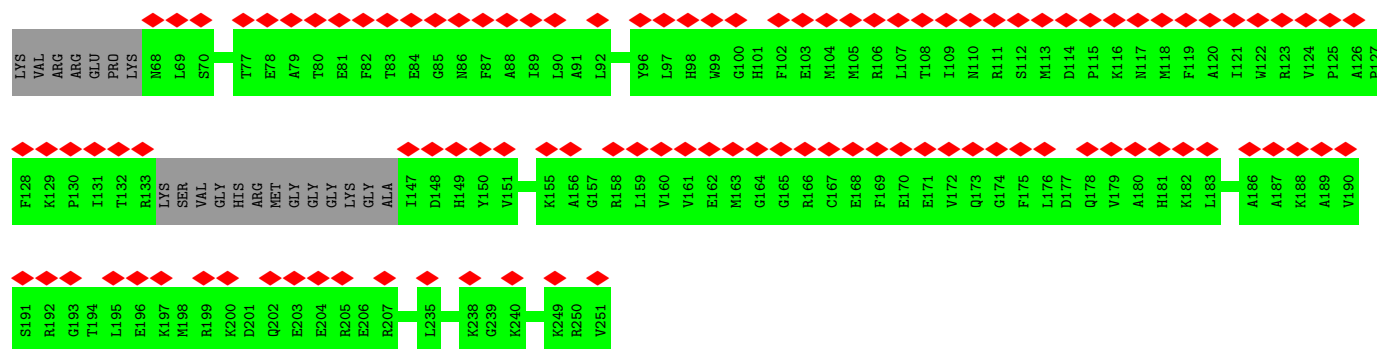 LYS VAL ARG ARG GLU PRO LYS N68 L69 S70 T77 E78 A79 T80 E81 F82 T83 E84 G85 N86 F87 A88 I89 L90 A91 L92 Y96 L97 H98 W99 G100 H101 F102 E103 M104 M105 R106 L107 T108 I109 N110 R111 S112 M113 D114 P115 K116 N117 M118 F119 A120 I121 W122 R123 V124 P125 A126 P127
F128 K129 P130 I131 T132 R133 LYS SER VAL GLY HIS ARG MET GLY GLY GLY LYS GLY ALA I147 D148 H149 Y150 V151 K155 A156 G157 R158 L159 V160 V161 E162 M163 G164 G165 R166 C167 E168 F169 E170 E171 V172 Q173 G174 F175 L176 D177 Q178 V179 A180 H181 K182 L183 A186 A187 K188 A189 V190
S191 R192 G193 T194 L195 E196 K197 M198 R199 K200 D201 Q202 E203 E204 R205 E206 R207 L235 K238 G239 K240 K249 R250 V251